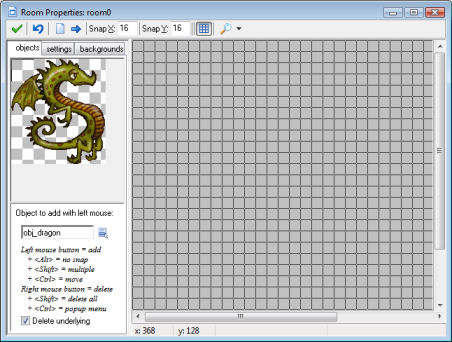 Room Properties: room0
Snap X: 16 Snap Y: 16
objects settings backgrounds
Object to add with left mouse:
obj_dragon
Left mouse button = add
+ <Alt> = no snap
+ <Shift> = multiple
+ <Ctrl> = move
Right mouse button = delete
+ <Shift> = delete all
+ <Ctrl> = popup menu
Delete underlying
x: 368 y: 128